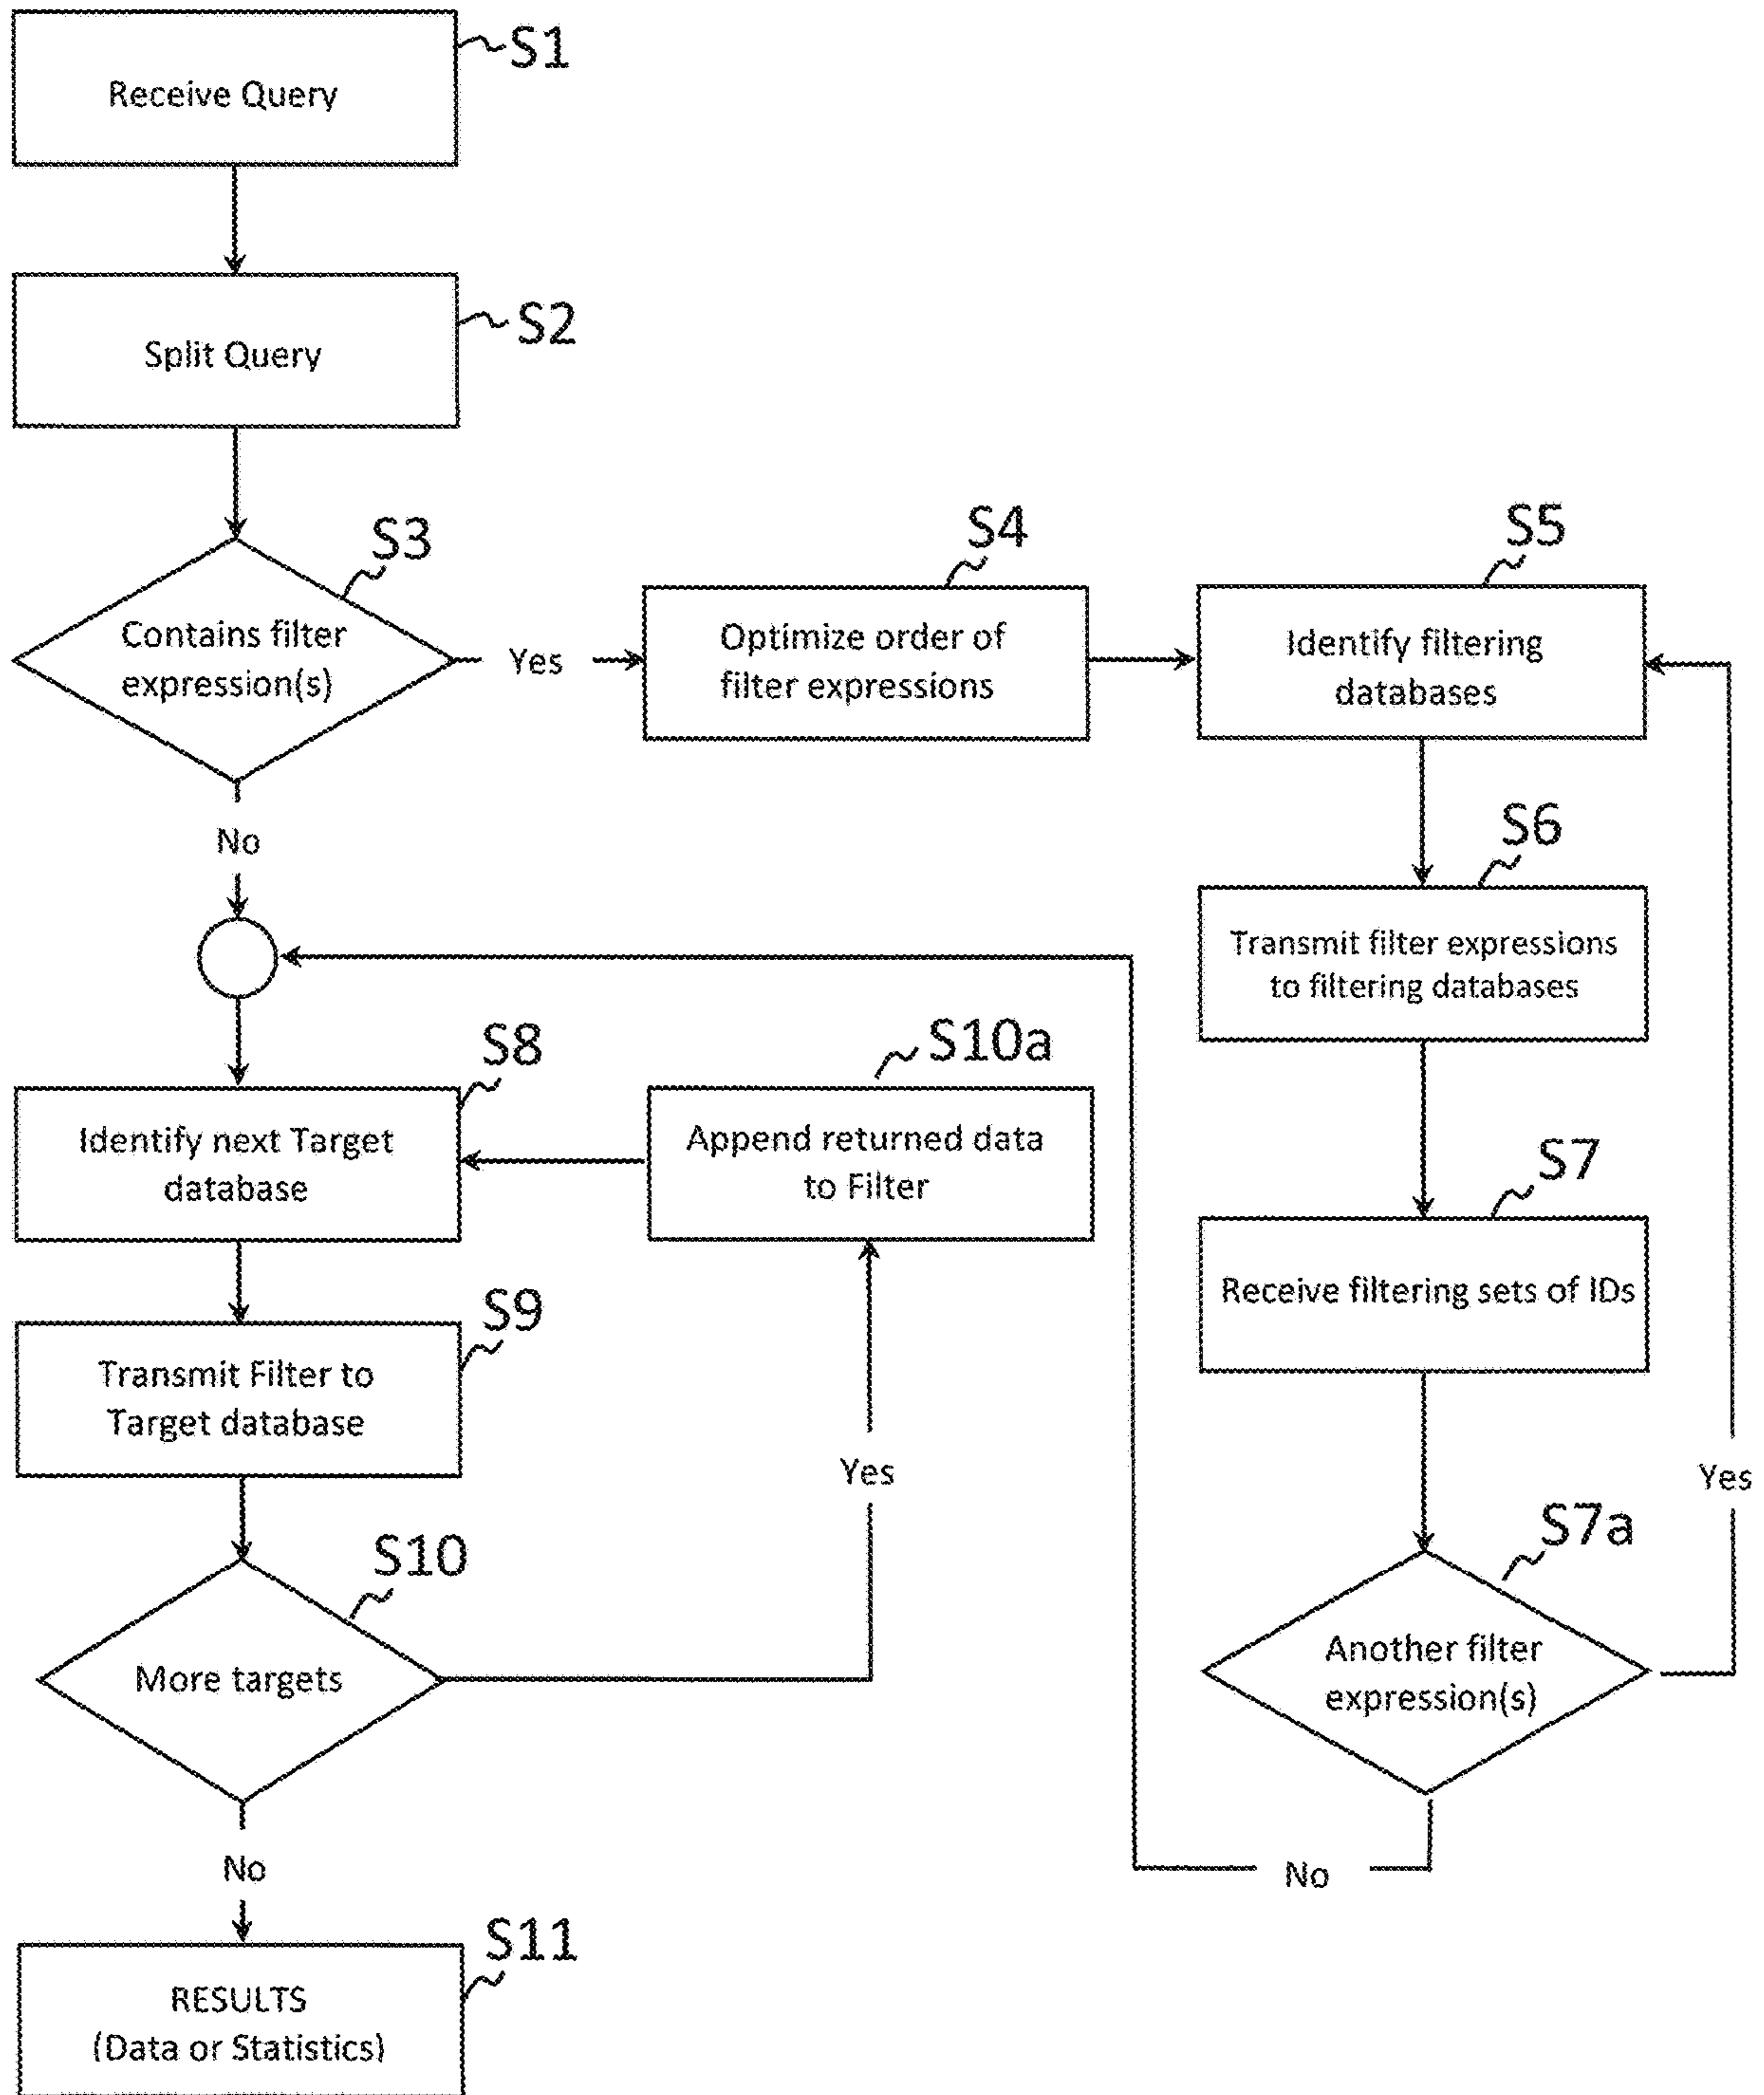 S1
Receive Query
S2
Split Query
S3
Contains filter
expression(s)
Yes
S4
Optimize order of
filter expressions
S5
Identify filtering
databases
No
S6
Transmit filter expressions
to filtering databases
S7
Receive filtering sets of IDs
S7a
Another filter
expression(s)
Yes
No
S8
Identify next Target
database
S10a
Append returned data
to Filter
S9
Transmit Filter to
Target database
S10
More targets
Yes
No
S11
RESULTS
(Data or Statistics)